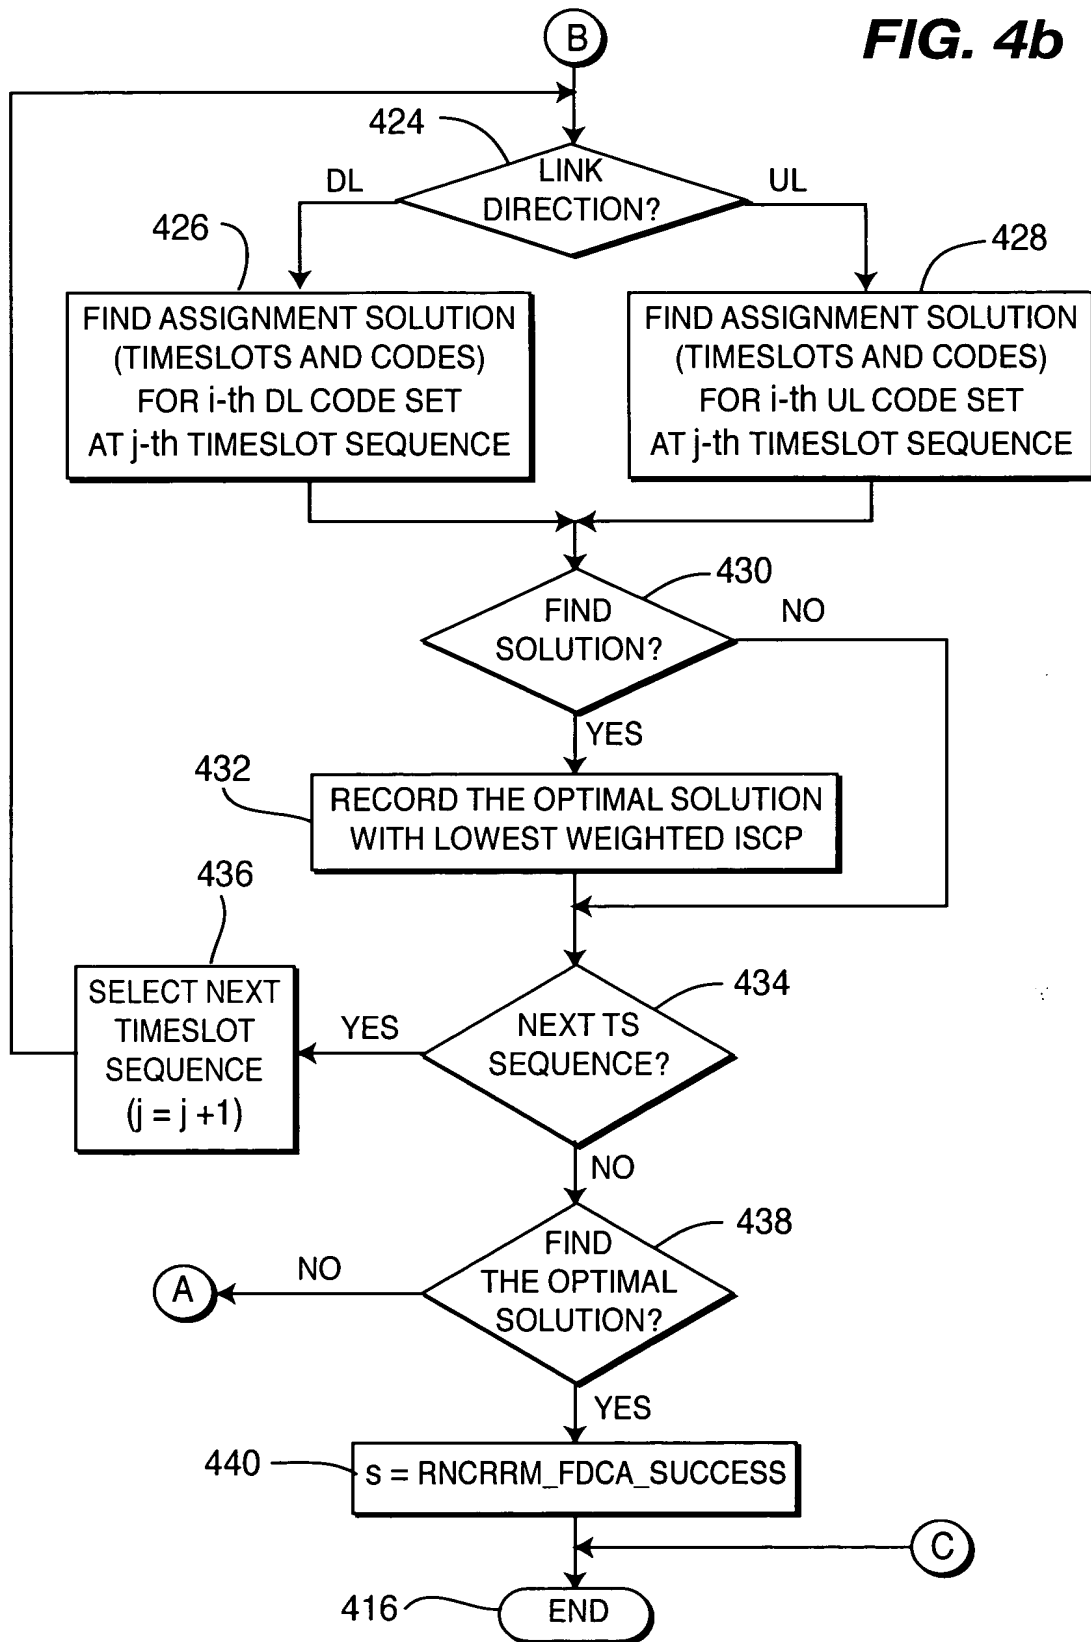 B
FIG. 4b
424
LINK
DIRECTION?
DL
UL
426
428
FIND ASSIGNMENT SOLUTION
(TIMESLOTS AND CODES)
FOR i-th DL CODE SET
AT j-th TIMESLOT SEQUENCE
FIND ASSIGNMENT SOLUTION
(TIMESLOTS AND CODES)
FOR i-th UL CODE SET
AT j-th TIMESLOT SEQUENCE
430
FIND
SOLUTION?
NO
YES
432
RECORD THE OPTIMAL SOLUTION
WITH LOWEST WEIGHTED ISCP
436
SELECT NEXT
TIMESLOT
SEQUENCE
(j = j +1)
YES
434
NEXT TS
SEQUENCE?
NO
438
FIND
THE OPTIMAL
SOLUTION?
NO
A
YES
440
s = RNCRRM_FDCA_SUCCESS
C
416
END